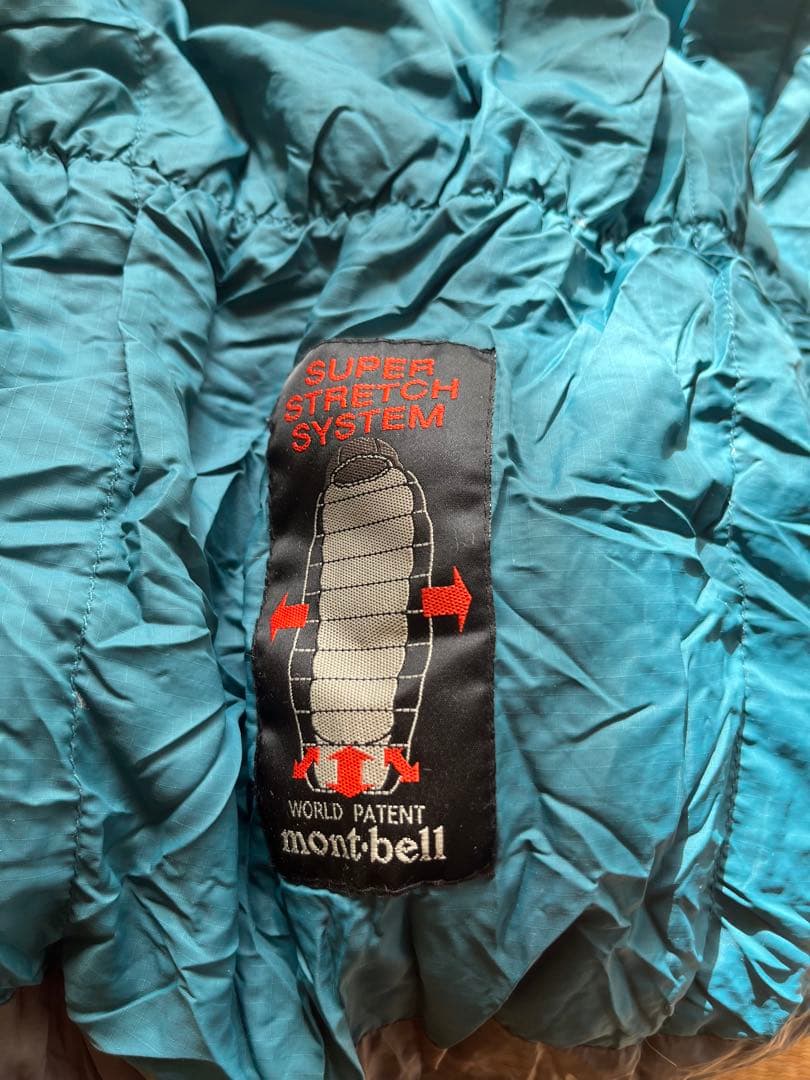 SUPER
STRETCH
SYSTEM
WORLD PATENT
mont·bell